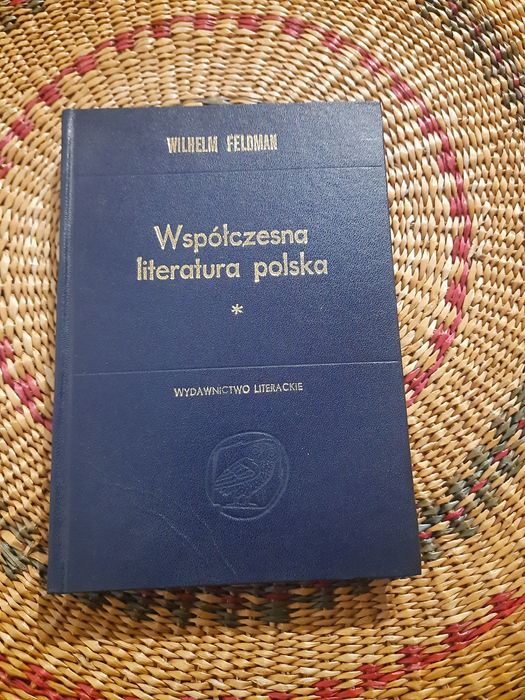 WILHELM FELDMAN
Współczesna
literatura polska
*
WYDAWNICTWO LITERACKIE